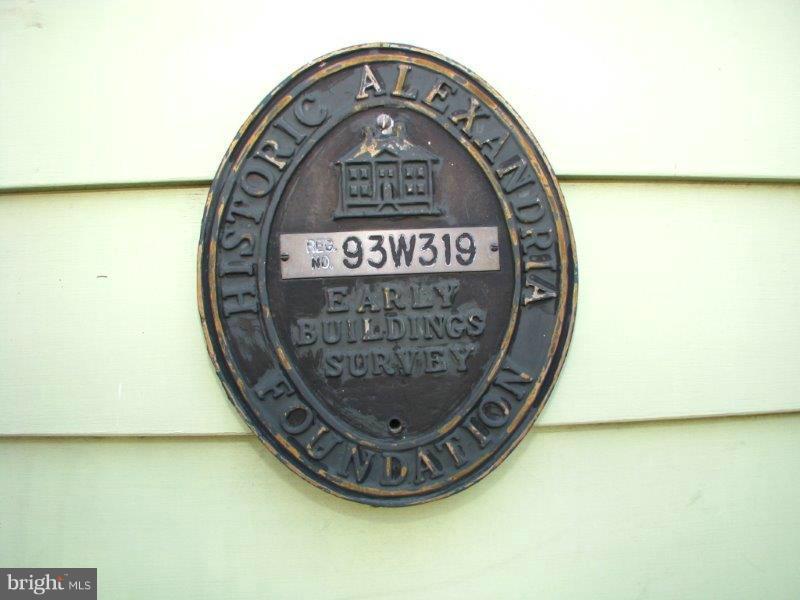 HISTORIC ALEXANDRIA
REG. NO. 93W319
EARLY
BUILDINGS
SURVEY
FOUNDATION
bright MLS